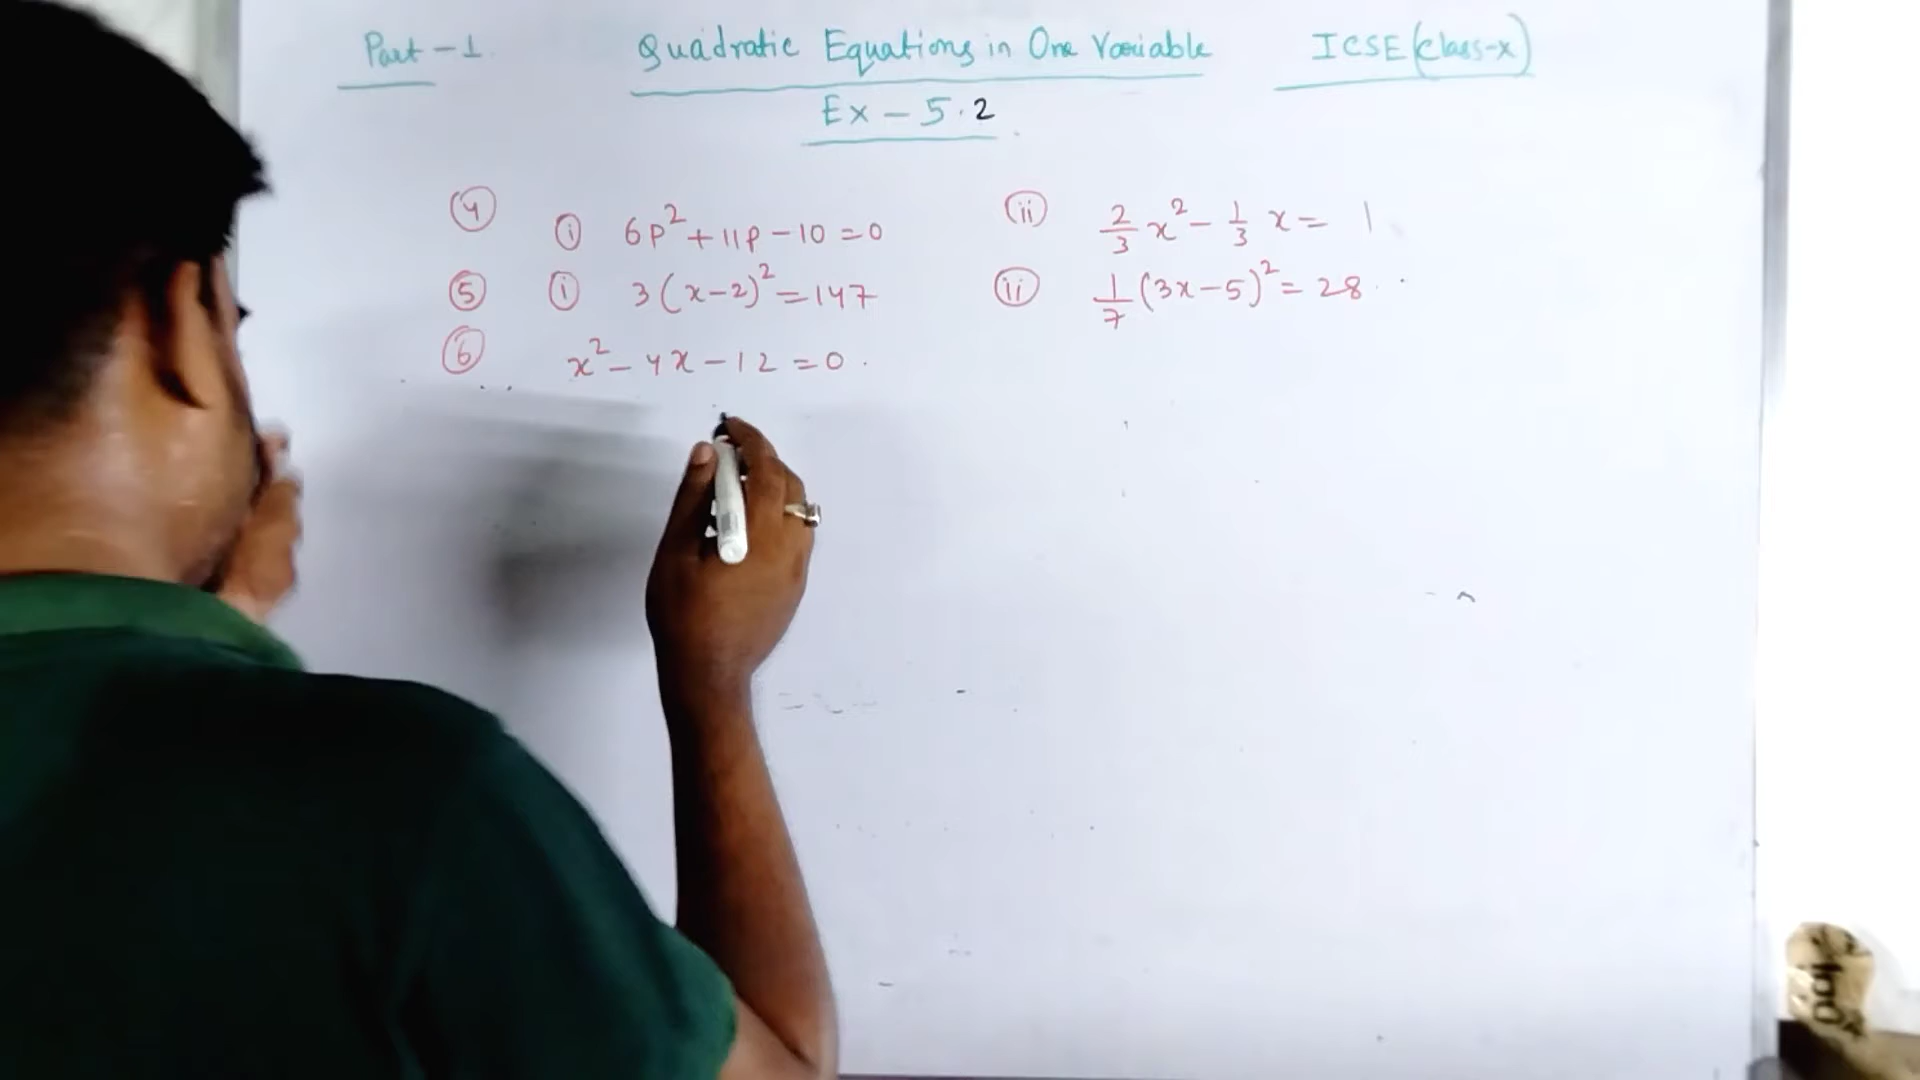 Part-1 Quadratic Equations in One Variable ICSE (Class-X)
Ex - 5.2
④ ⓘ 6p² + 11p - 10 = 0 ⓘⓘ 2/3 x² - 1/3 x = 1
⑤ ⓘ 3(x-2)² = 147 ⓘⓘ 1/7 (3x-5)² = 28
⑥ x² - 4x - 12 = 0.